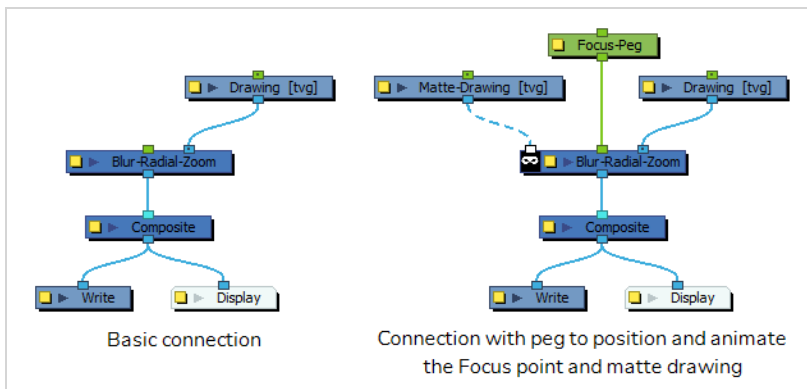 Focus-Peg
Drawing [tvg]
Matte-Drawing [tvg]
Drawing [tvg]
Blur-Radial-Zoom
Blur-Radial-Zoom
Composite
Composite
Write
Display
Write
Display
Basic connection
Connection with peg to position and animate
the Focus point and matte drawing